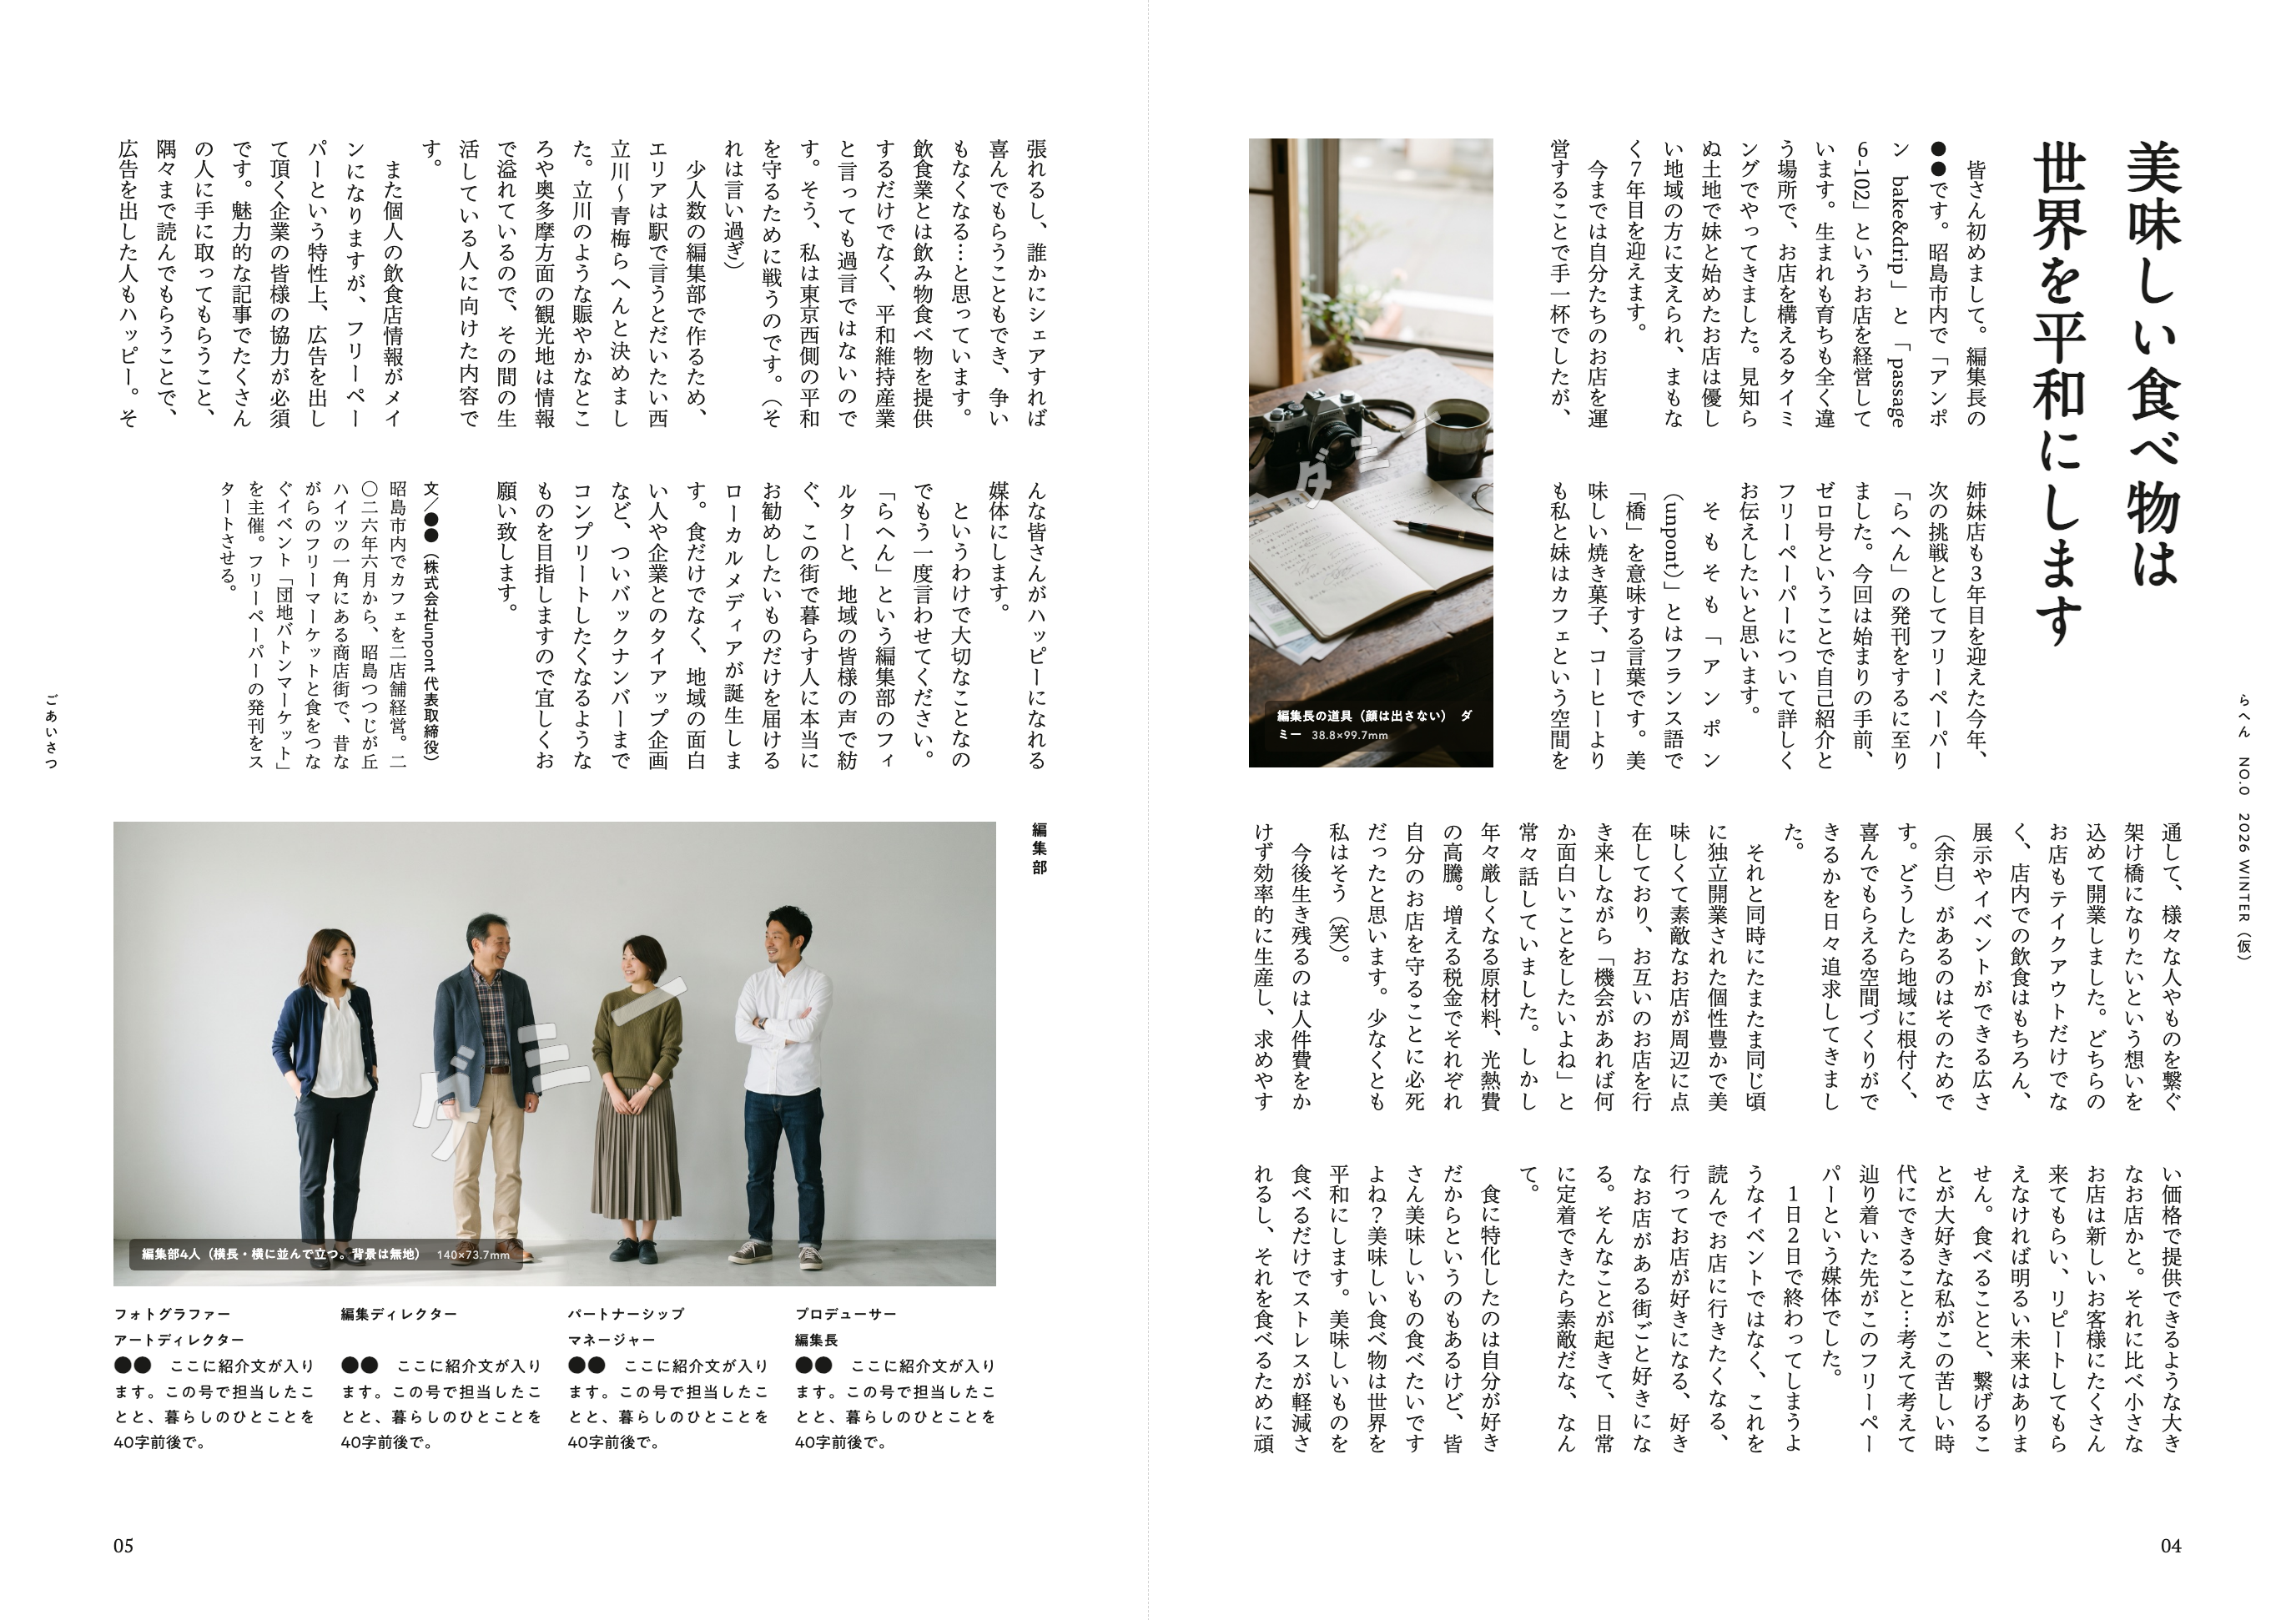 らへん　NO.0　2026 WINTER（仮）
美味しい食べ物は
世界を平和にします
　皆さん初めまして。編集長の
●●です。昭島市内で「アンポ
ン bake&drip」と「passage
6-102」というお店を経営して
います。生まれも育ちも全く違
う場所で、お店を構えるタイミ
ングでやってきました。見知ら
ぬ土地で妹と始めたお店は優し
い地域の方に支えられ、まもな
く７年目を迎えます。
　今までは自分たちのお店を運
営することで手一杯でしたが、
姉妹店も３年目を迎えた今年、
次の挑戦としてフリーペーパー
「らへん」の発刊をするに至り
ました。今回は始まりの手前、
ゼロ号ということで自己紹介と
フリーペーパーについて詳しく
お伝えしたいと思います。
　そもそも「アンポン
（unpont）」とはフランス語で
「橋」を意味する言葉です。美
味しい焼き菓子、コーヒーより
も私と妹はカフェという空間を
ダミー
編集長の道具（顔は出さない）　ダ
ミー　38.8×99.7mm
通して、様々な人やものを繋ぐ
架け橋になりたいという想いを
込めて開業しました。どちらの
お店もテイクアウトだけでな
く、店内での飲食はもちろん、
展示やイベントができる広さ
（余白）があるのはそのためで
す。どうしたら地域に根付く、
喜んでもらえる空間づくりがで
きるかを日々追求してきまし
た。
　それと同時にたまたま同じ頃
に独立開業された個性豊かで美
味しくて素敵なお店が周辺に点
在しており、お互いのお店を行
き来しながら「機会があれば何
か面白いことをしたいよね」と
常々話していました。しかし
年々厳しくなる原材料、光熱費
の高騰。増える税金でそれぞれ
自分のお店を守ることに必死
だったと思います。少なくとも
私はそう（笑）。
　今後生き残るのは人件費をか
けず効率的に生産し、求めやす
い価格で提供できるような大き
なお店かと。それに比べ小さな
お店は新しいお客様にたくさん
来てもらい、リピートしてもら
えなければ明るい未来はありま
せん。食べることと、繋げるこ
とが大好きな私がこの苦しい時
代にできること…考えて考えて
辿り着いた先がこのフリーペー
パーという媒体でした。
　１日２日で終わってしまうよ
うなイベントではなく、これを
読んでお店に行きたくなる、
行ってお店が好きになる、好き
なお店がある街ごと好きにな
る。そんなことが起きて、日常
に定着できたら素敵だな、なん
て。
　食に特化したのは自分が好き
だからというのもあるけど、皆
さん美味しいもの食べたいです
よね？美味しい食べ物は世界を
平和にします。美味しいものを
食べるだけでストレスが軽減さ
れるし、それを食べるために頑
04
張れるし、誰かにシェアすれば
喜んでもらうこともでき、争い
もなくなる…と思っています。
飲食業とは飲み物食べ物を提供
するだけでなく、平和維持産業
と言っても過言ではないので
す。そう、私は東京西側の平和
を守るために戦うのです。（そ
れは言い過ぎ）
　少人数の編集部で作るため、
エリアは駅で言うとだいたい西
立川〜青梅らへんと決めまし
た。立川のような賑やかなとこ
ろや奥多摩方面の観光地は情報
で溢れているので、その間の生
活している人に向けた内容で
す。
　また個人の飲食店情報がメイ
ンになりますが、フリーペー
パーという特性上、広告を出し
て頂く企業の皆様の協力が必須
です。魅力的な記事でたくさん
の人に手に取ってもらうこと、
隅々まで読んでもらうことで、
広告を出した人もハッピー。そ
んな皆さんがハッピーになれる
媒体にします。
　というわけで大切なことなの
でもう一度言わせてください。
「らへん」という編集部のフィ
ルターと、地域の皆様の声で紡
ぐ、この街で暮らす人に本当に
お勧めしたいものだけを届ける
ローカルメディアが誕生しま
す。食だけでなく、地域の面白
い人や企業とのタイアップ企画
など、ついバックナンバーまで
コンプリートしたくなるような
ものを目指しますので宜しくお
願い致します。
文／●●（株式会社unpont 代表取締役）
昭島市内でカフェを二店舗経営。二
〇二六年六月から、昭島つつじが丘
ハイツの一角にある商店街で、昔な
がらのフリーマーケットと食をつな
ぐイベント「団地バトンマーケット」
を主催。フリーペーパーの発刊をス
タートさせる。
編集部
ダミー
編集部4人（横長・横に並んで立つ。背景は無地）　140×73.7mm
プロデューサー
編集長
●●　ここに紹介文が入り
ます。この号で担当したこ
とと、暮らしのひとことを
40字前後で。
パートナーシップ
マネージャー
●●　ここに紹介文が入り
ます。この号で担当したこ
とと、暮らしのひとことを
40字前後で。
編集ディレクター
●●　ここに紹介文が入り
ます。この号で担当したこ
とと、暮らしのひとことを
40字前後で。
フォトグラファー
アートディレクター
●●　ここに紹介文が入り
ます。この号で担当したこ
とと、暮らしのひとことを
40字前後で。
ごあいさつ
05